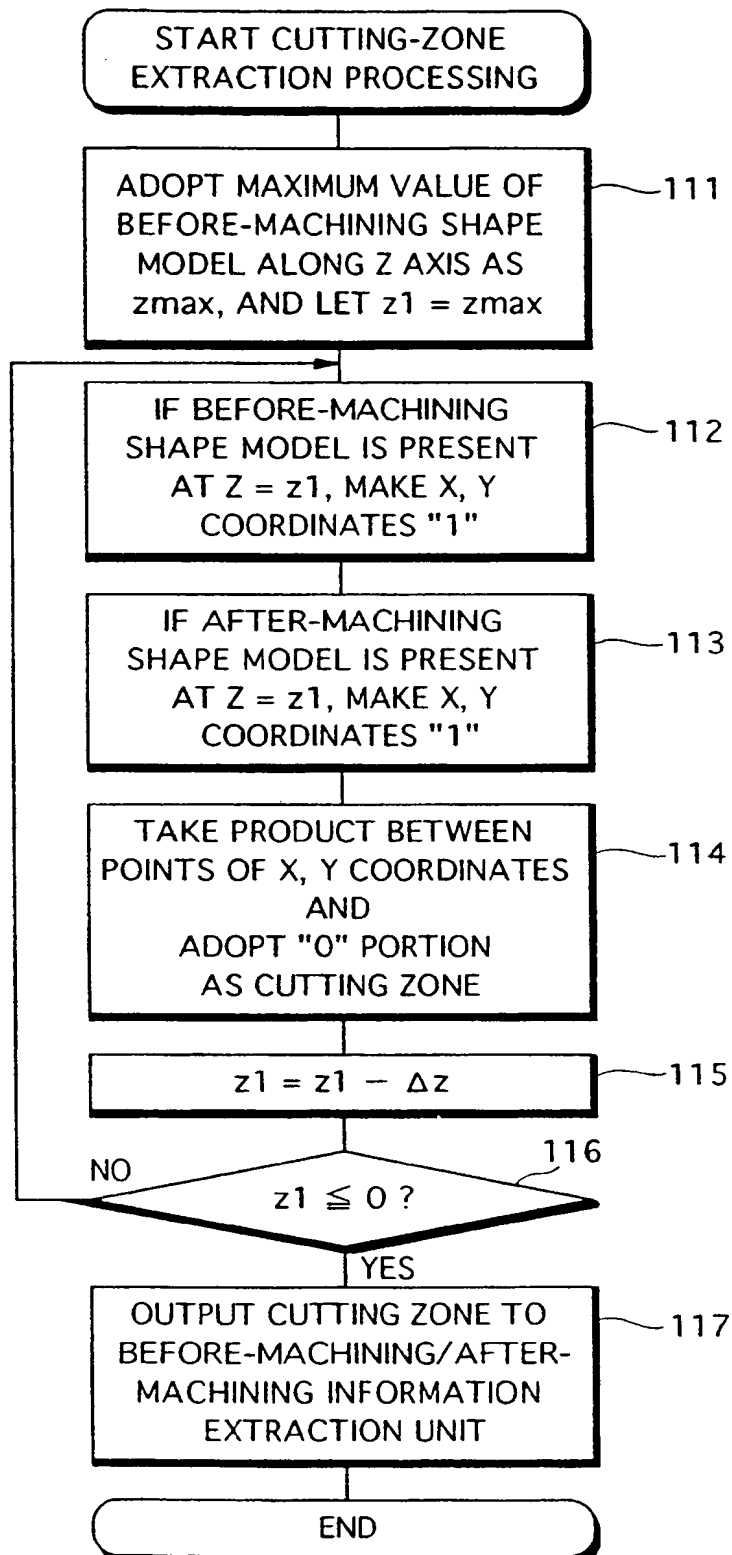 START CUTTING-ZONE
EXTRACTION PROCESSING
ADOPT MAXIMUM VALUE OF
BEFORE-MACHINING SHAPE
MODEL ALONG Z AXIS AS
zmax, AND LET z1 = zmax
111
IF BEFORE-MACHINING
SHAPE MODEL IS PRESENT
AT Z = z1, MAKE X, Y
COORDINATES "1"
112
IF AFTER-MACHINING
SHAPE MODEL IS PRESENT
AT Z = z1, MAKE X, Y
COORDINATES "1"
113
TAKE PRODUCT BETWEEN
POINTS OF X, Y COORDINATES
AND
ADOPT "0" PORTION
AS CUTTING ZONE
114
z1 = z1 − Δz
115
116
NO
z1 ≦ 0 ?
YES
OUTPUT CUTTING ZONE TO
BEFORE-MACHINING/AFTER-
MACHINING INFORMATION
EXTRACTION UNIT
117
END